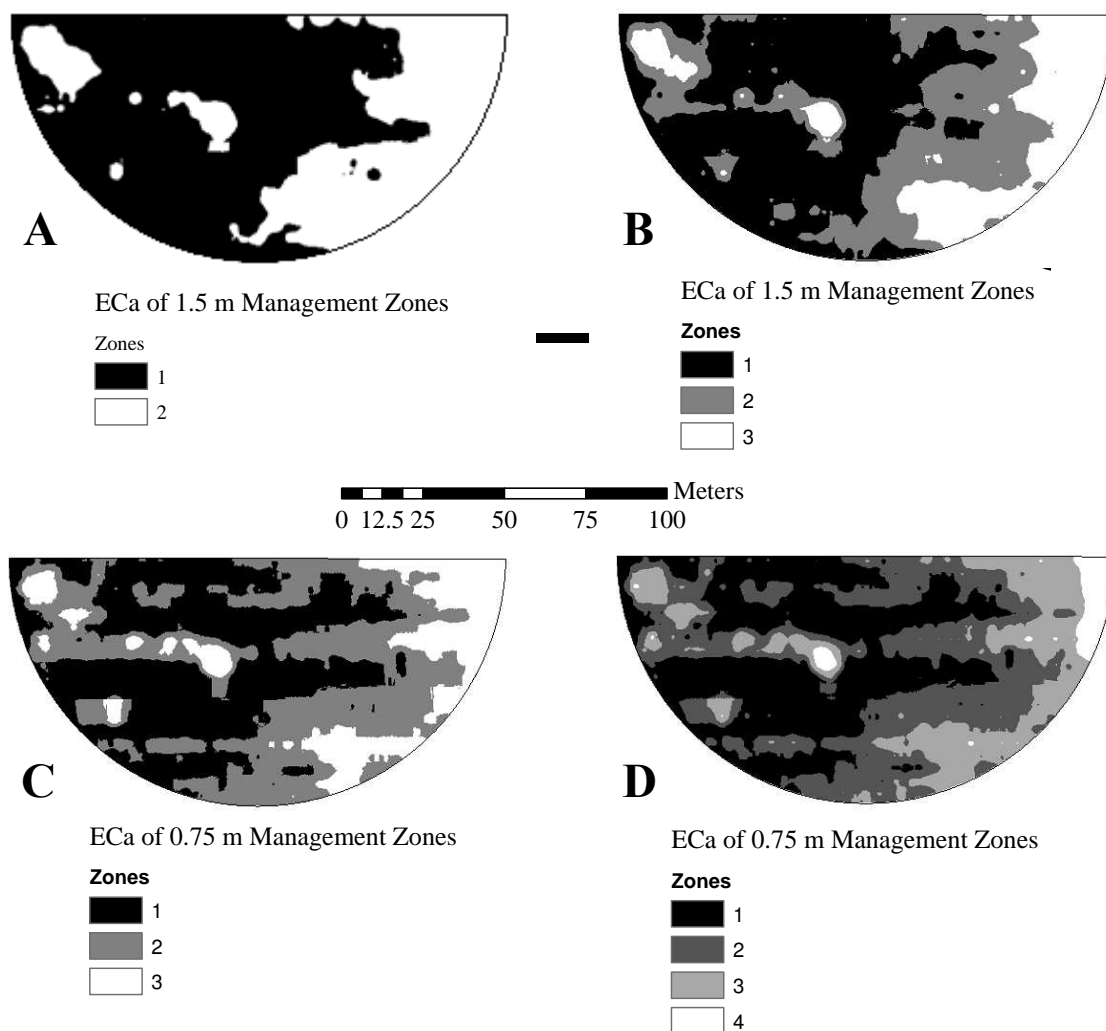 A
ECa of 1.5 m Management Zones
Zones
1
2
B
ECa of 1.5 m Management Zones
Zones
1
2
3
Meters
0 12.5 25 50 75 100
C
ECa of 0.75 m Management Zones
Zones
1
2
3
D
ECa of 0.75 m Management Zones
Zones
1
2
3
4